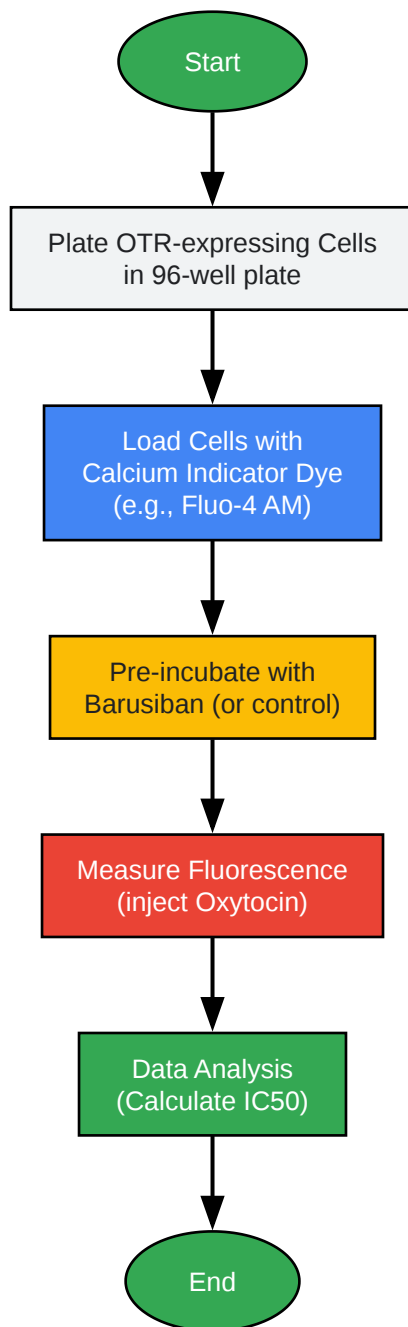 Start
Plate OTR-expressing Cells
in 96-well plate
Load Cells with
Calcium Indicator Dye
(e.g., Fluo-4 AM)
Pre-incubate with
Barusiban (or control)
Measure Fluorescence
(inject Oxytocin)
Data Analysis
(Calculate IC50)
End